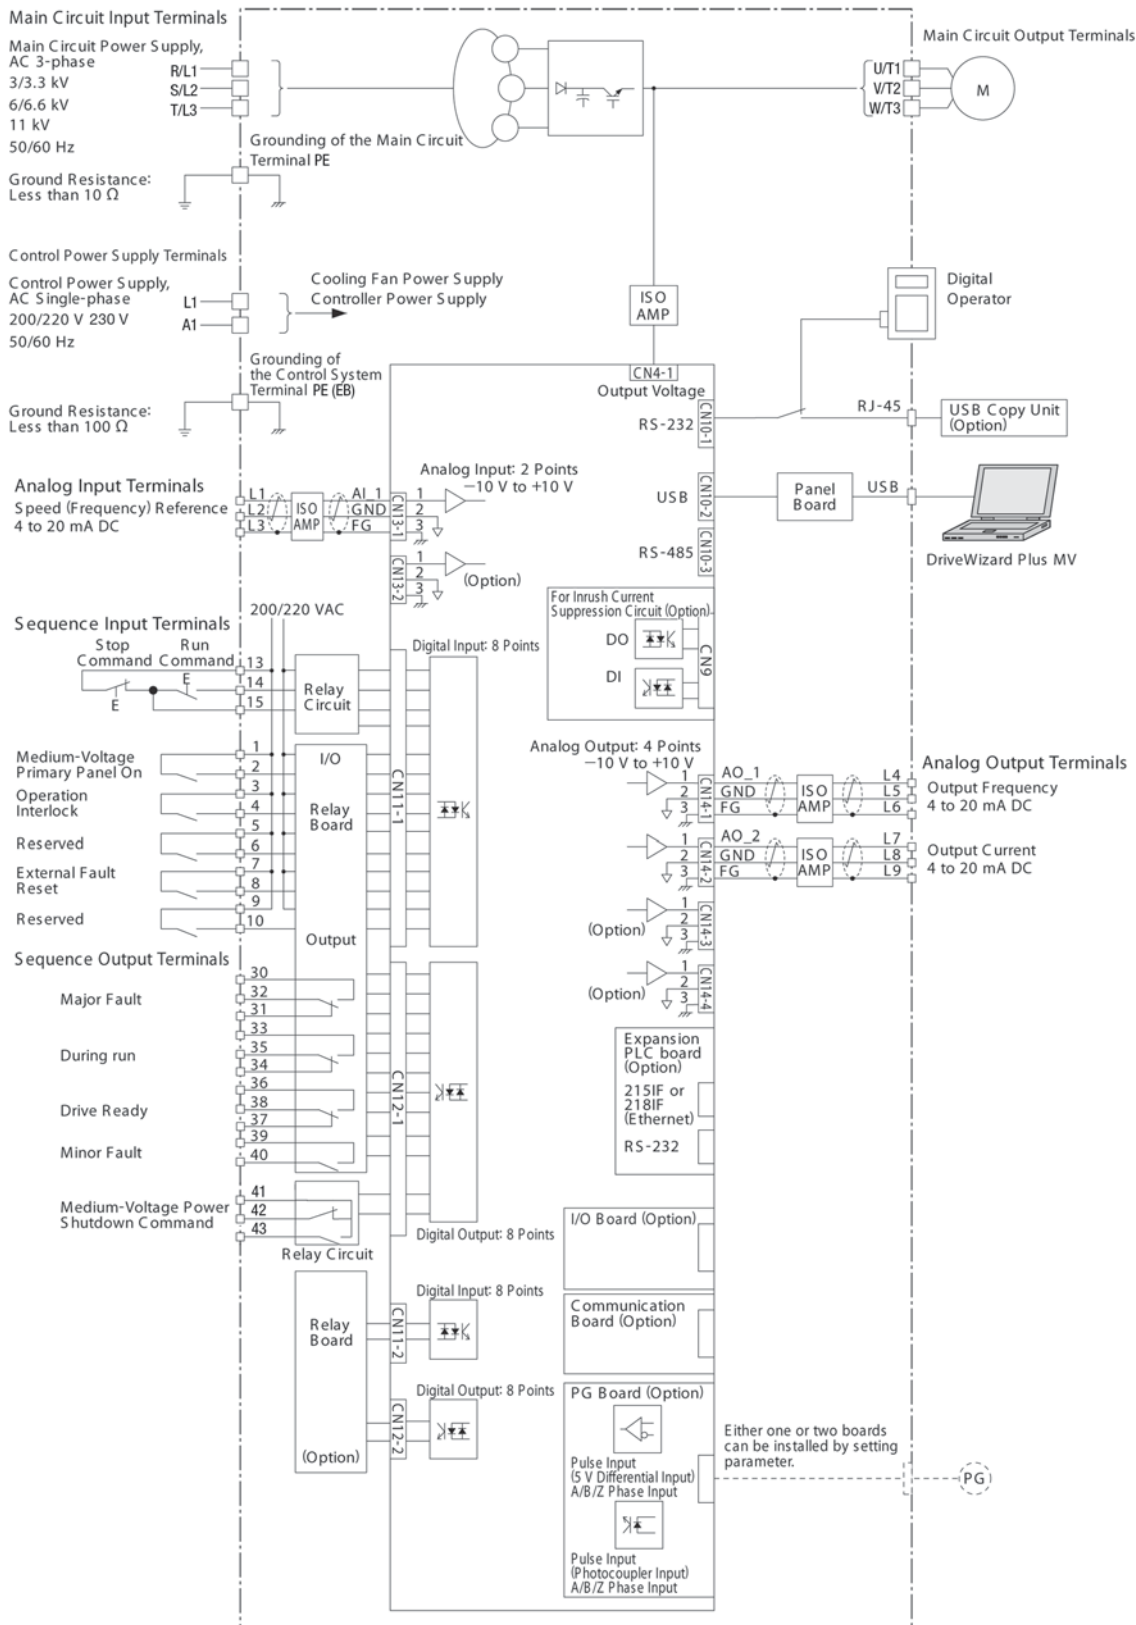 Main Circuit Input Terminals
Main Circuit Power Supply,
AC 3-phase
3/3.3 kV
6/6.6 kV
11 kV
50/60 Hz
R/L1
S/L2
T/L3
Grounding of the Main Circuit
Terminal PE
Ground Resistance:
Less than 10 Ω
Main Circuit Output Terminals
U/T1
V/T2
W/T3
M
Control Power Supply Terminals
Control Power Supply,
AC Single-phase
200/220 V 230 V
50/60 Hz
L1
A1
Cooling Fan Power Supply
Controller Power Supply
Grounding of
the Control System
Terminal PE (EB)
Ground Resistance:
Less than 100 Ω
ISO
AMP
CN4-1
Output Voltage
Digital
Operator
RS-232
CN10-1
RJ-45
USB Copy Unit
(Option)
USB
CN10-2
Panel
Board
USB
DriveWizard Plus MV
RS-485
CN10-3
Analog Input Terminals
Speed (Frequency) Reference
4 to 20 mA DC
L1
L2
L3
ISO
AMP
AI_1
GND
FG
CN13-1
1
2
3
Analog Input: 2 Points
−10 V to +10 V
CN13-2
1
2
3
(Option)
For Inrush Current
Suppression Circuit (Option)
DO
DI
CN9
200/220 VAC
Sequence Input Terminals
Stop
Command
Run
Command
E
E
13
14
15
Relay
Circuit
Digital Input: 8 Points
Medium-Voltage
Primary Panel On
Operation
Interlock
Reserved
External Fault
Reset
Reserved
1
2
3
4
5
6
7
8
9
10
I/O
Relay
Board
Output
CN11-1
Analog Output: 4 Points
−10 V to +10 V
1
2
3
CN14-1
AO_1
GND
FG
ISO
AMP
L4
L5
L6
Analog Output Terminals
Output Frequency
4 to 20 mA DC
1
2
3
CN14-2
AO_2
GND
FG
ISO
AMP
L7
L8
L9
Output Current
4 to 20 mA DC
(Option)
1
2
3
CN14-3
(Option)
1
2
3
CN14-4
Sequence Output Terminals
Major Fault
During run
Drive Ready
Minor Fault
30
32
31
33
35
34
36
38
37
39
40
CN12-1
Medium-Voltage Power
Shutdown Command
41
42
43
Relay Circuit
Digital Output: 8 Points
Expansion
PLC board
(Option)
215IF or
218IF
(Ethernet)
RS-232
I/O Board (Option)
Communication
Board (Option)
Relay
Board
(Option)
CN11-2
Digital Input: 8 Points
CN12-2
Digital Output: 8 Points
PG Board (Option)
Pulse Input
(5 V Differential Input)
A/B/Z Phase Input
Pulse Input
(Photocoupler Input)
A/B/Z Phase Input
Either one or two boards
can be installed by setting
parameter.
PG